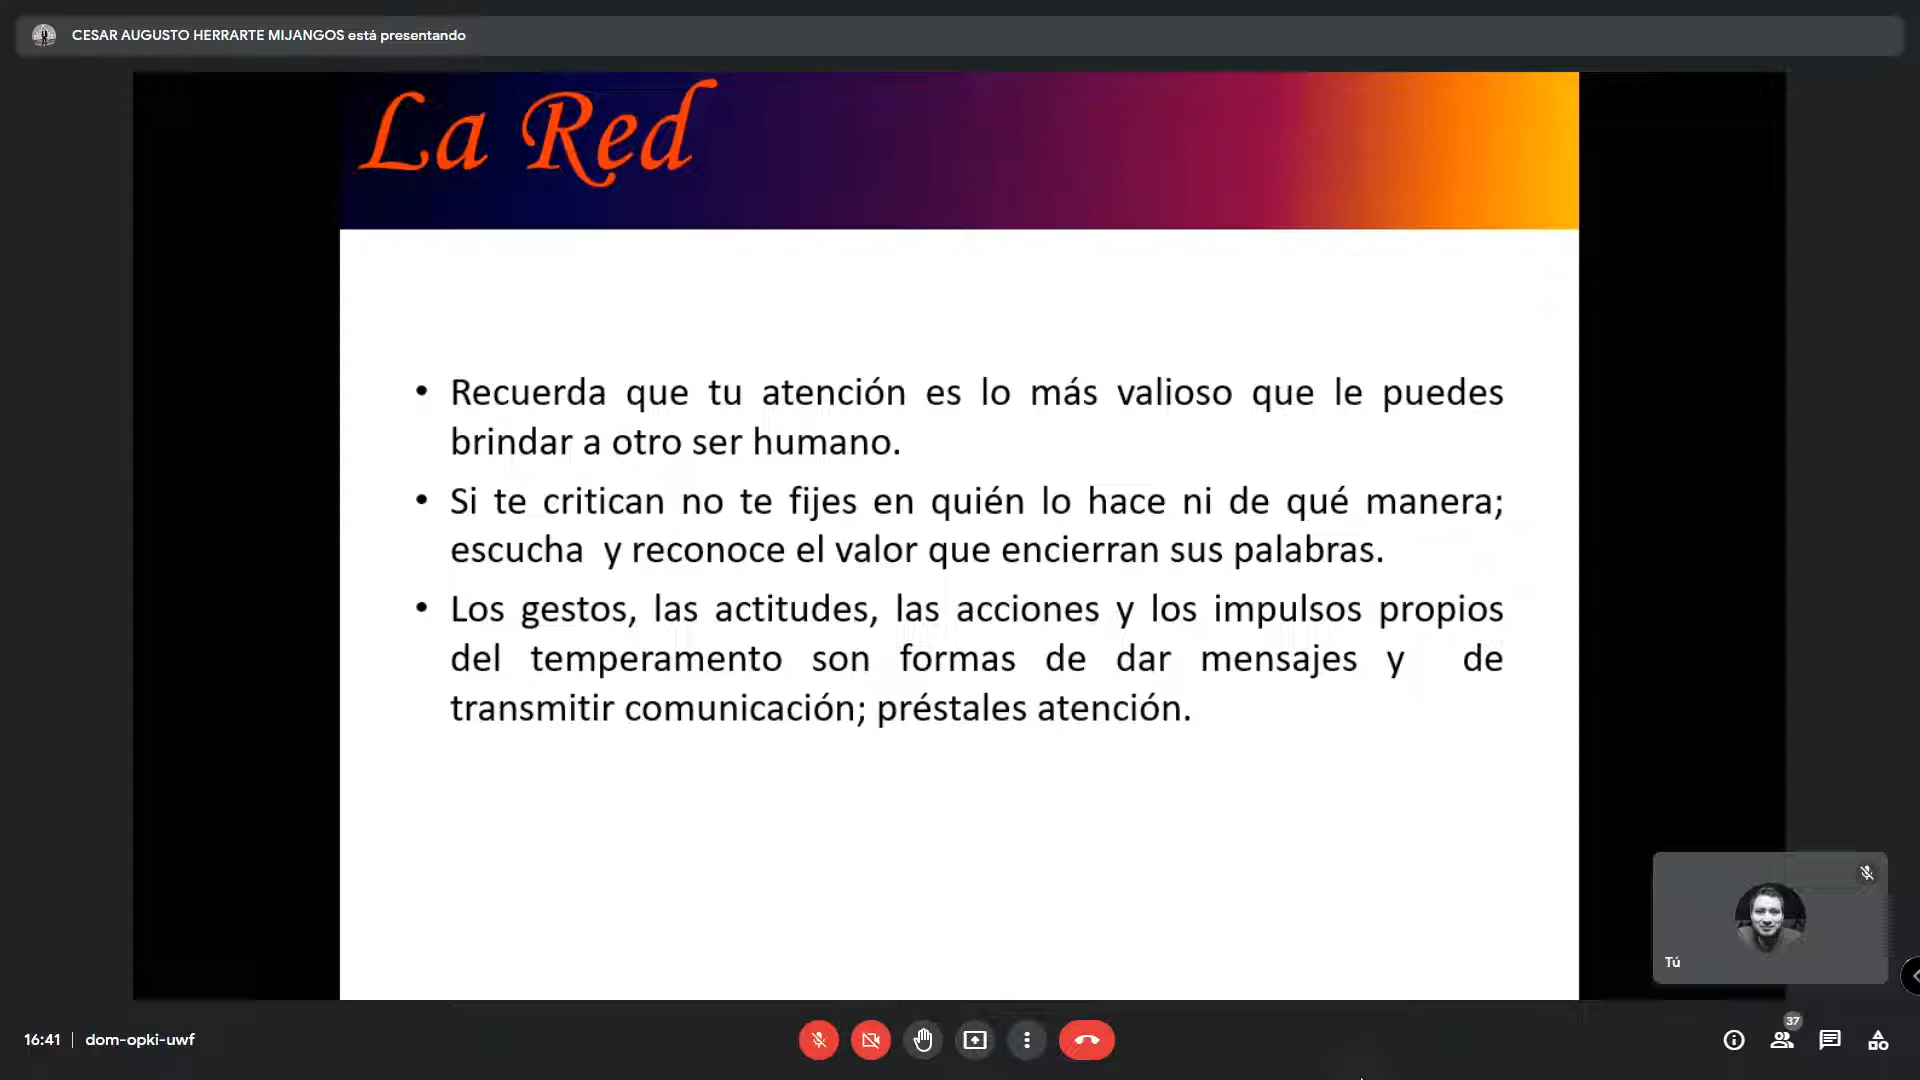 CESAR AUGUSTO HERRARTE MIJANGOS está presentando
La Red
• Recuerda que tu atención es lo más valioso que le puedes
brindar a otro ser humano.
• Si te critican no te fijes en quién lo hace ni de qué manera;
escucha y reconoce el valor que encierran sus palabras.
• Los gestos, las actitudes, las acciones y los impulsos propios
del temperamento son formas de dar mensajes y de
transmitir comunicación; préstales atención.
Tú
16:41 | dom-opki-uwf
37